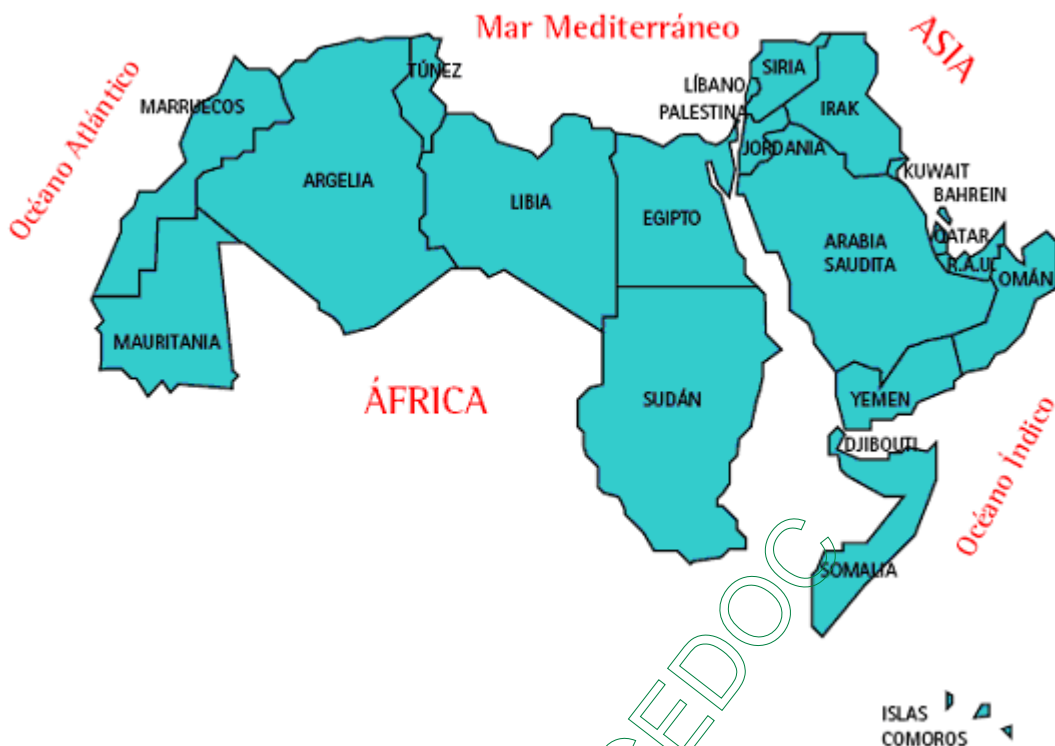 Mar Mediterráneo
ASIA
Océano Atlántico
TÚNEZ
SIRIA
LÍBANO
MARRUECOS
PALESTINA
IRAK
JORDANIA
ARGELIA
KUWAIT
BAHREIN
LIBIA
EGIPTO
QATAR
ARABIA
SAUDITA
R.A.U.
OMÁN
MAURITANIA
ÁFRICA
SUDÁN
YEMEN
DJIBOUTI
Océano Índico
SOMALIA
ISLAS
COMOROS